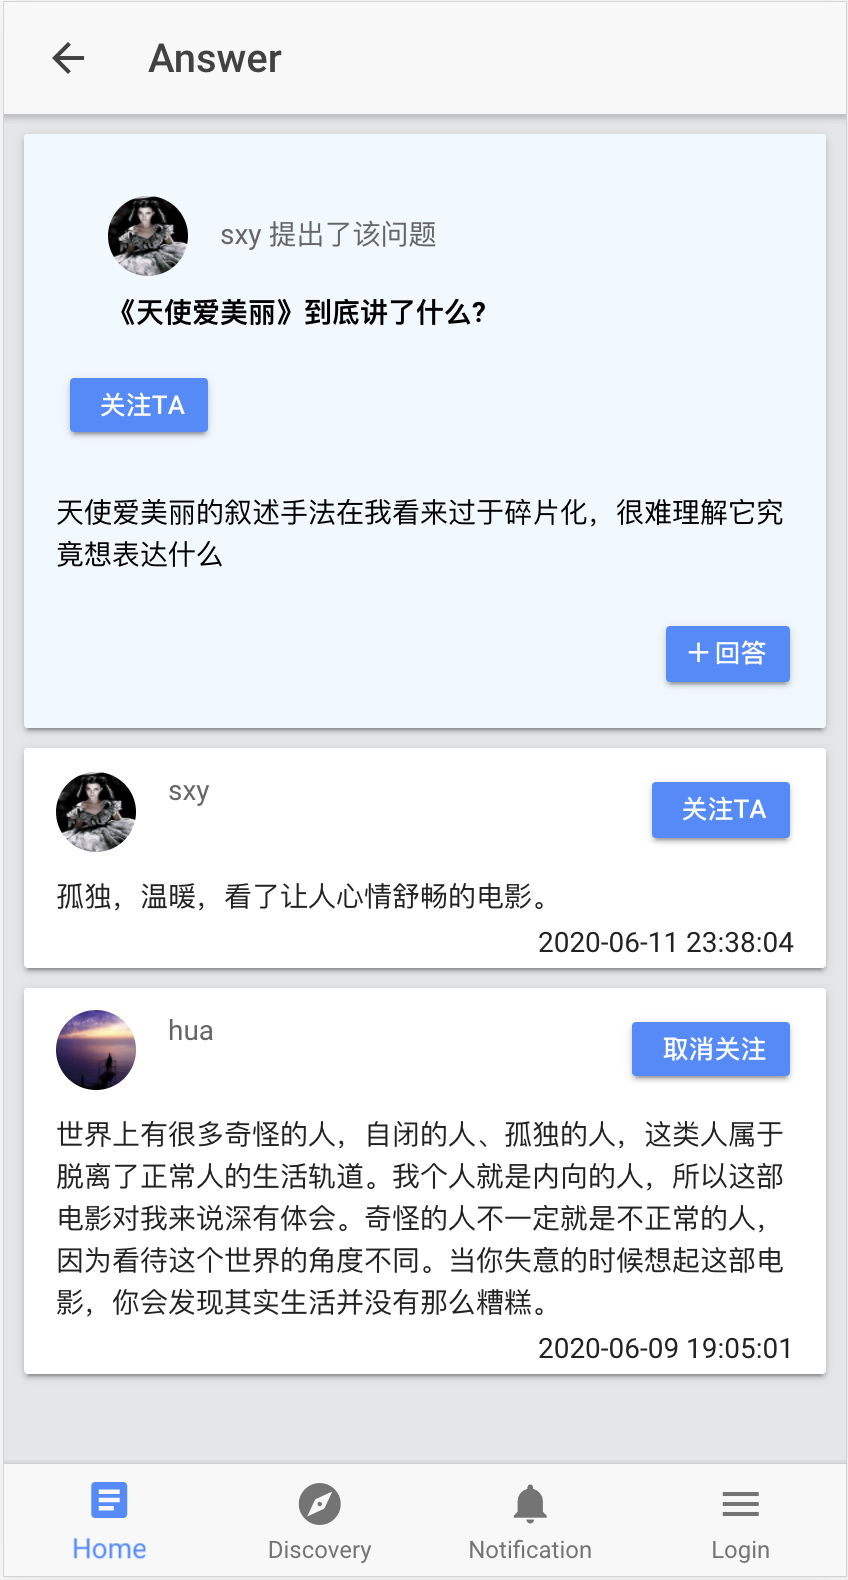 Answer
sxy 提出了该问题
《天使爱美丽》到底讲了什么?
关注TA
天使爱美丽的叙述手法在我看来过于碎片化，很难理解它究
竟想表达什么
＋回答
sxy
关注TA
孤独，温暖，看了让人心情舒畅的电影。
2020-06-11 23:38:04
hua
取消关注
世界上有很多奇怪的人，自闭的人、孤独的人，这类人属于
脱离了正常人的生活轨道。我个人就是内向的人，所以这部
电影对我来说深有体会。奇怪的人不一定就是不正常的人，
因为看待这个世界的角度不同。当你失意的时候想起这部电
影，你会发现其实生活并没有那么糟糕。
2020-06-09 19:05:01
Home
Discovery
Notification
Login